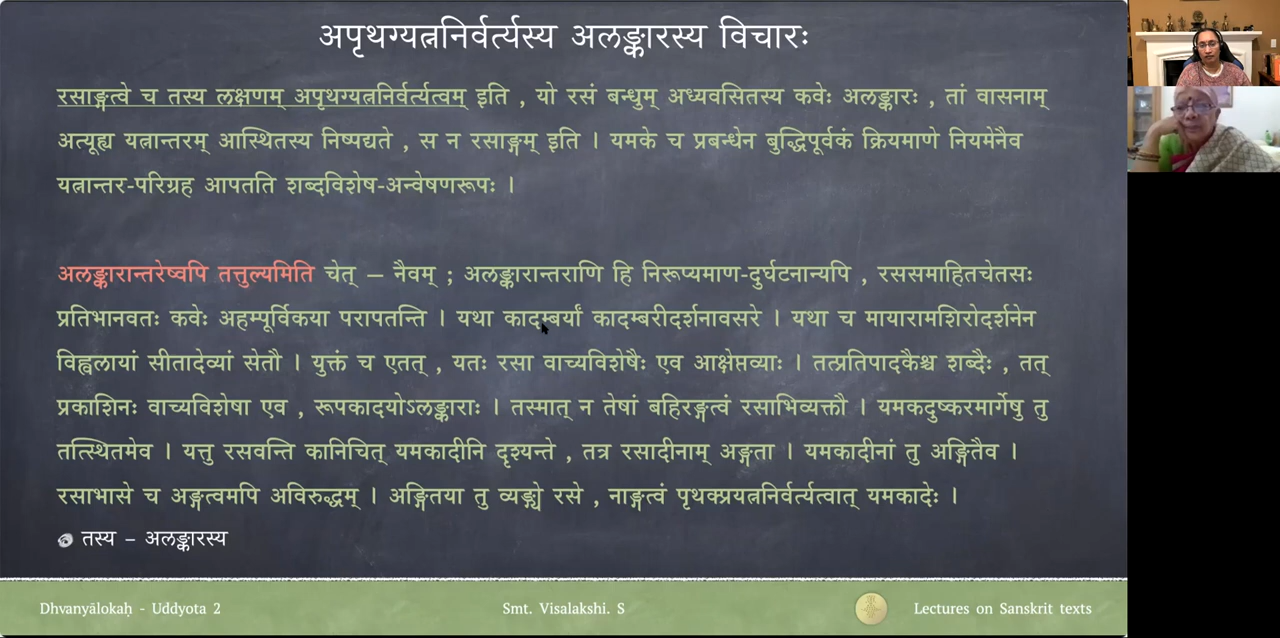 अपृथग्यत्ननिर्वर्त्यस्य अलङ्कारस्य विचारः
रसाङ्गत्वे च तस्य लक्षणम् अपृथग्यत्ननिर्वर्त्यत्वम् इति , यो रसं बन्धुम् अध्यवसितस्य कवेः अलङ्कारः , तां वासनाम्
अत्यूह्य यत्नान्तरम् आस्थितस्य निष्पद्यते , स न रसाङ्गम् इति । यमके च प्रबन्धेन बुद्धिपूर्वकं क्रियमाणे नियमेनैव
यत्नान्तर-परिग्रह आपतति शब्दविशेष-अन्वेषणरूपः ।
अलङ्कारान्तरेष्वपि तत्तुल्यमिति चेत् – नैवम् ; अलङ्कारान्तराणि हि निरूप्यमाण-दुर्घटनान्यपि , रससमाहितचेतसः
प्रतिभानवतः कवेः अहम्पूर्विकया परापतन्ति । यथा कादम्बर्यां कादम्बरीदर्शनावसरे । यथा च मायारामशिरोदर्शनेन
विह्वलायां सीतादेव्यां सेतौ । युक्तं च एतत् , यतः रसा वाच्यविशेषैः एव आक्षेप्तव्याः । तत्प्रतिपादकैश्च शब्दैः , तत्
प्रकाशिनः वाच्यविशेषा एव , रूपकादयोऽलङ्काराः । तस्मात् न तेषां बहिरङ्गत्वं रसाभिव्यक्तौ । यमकदुष्करमार्गेषु तु
तत्स्थितमेव । यत्तु रसवन्ति कानिचित् यमकादीनि दृश्यन्ते , तत्र रसादीनाम् अङ्गता । यमकादीनां तु अङ्गितैव ।
रसाभासे च अङ्गत्वमपि अविरुद्धम् । अङ्गितया तु व्यङ्ग्ये रसे , नाङ्गत्वं पृथक्प्रयत्ननिर्वर्त्यत्वात् यमकादेः ।
तस्य – अलङ्कारस्य
Dhvanyālokaḥ - Uddyota 2 Smt. Visalakshi. S Lectures on Sanskrit texts